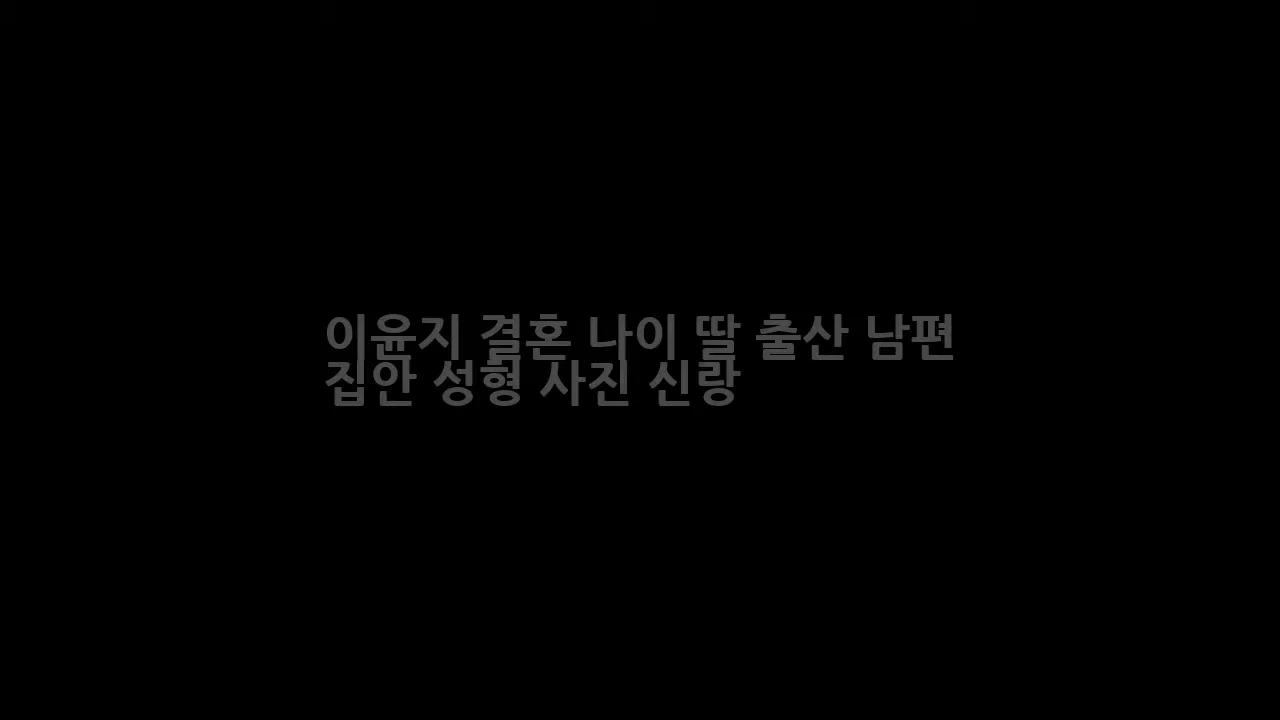 이윤지 결혼 나이 딸 출산 남편
집안 성형 사진 신랑